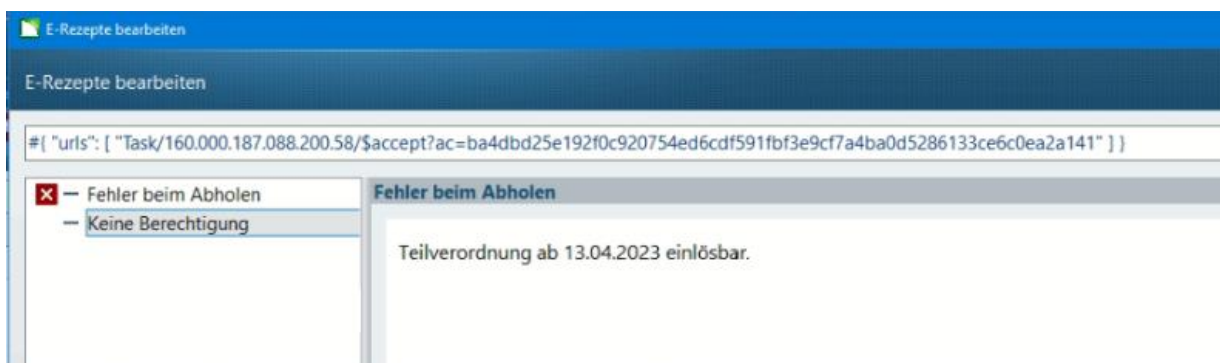 E-Rezepte bearbeiten
E-Rezepte bearbeiten
#{ "urls": [ "Task/160.000.187.088.200.58/$accept?ac=ba4dbd25e192f0c920754ed6cdf591fbf3e9cf7a4ba0d5286133ce6c0ea2a141" ] }
Fehler beim Abholen
Keine Berechtigung
Fehler beim Abholen
Teilverordnung ab 13.04.2023 einlösbar.